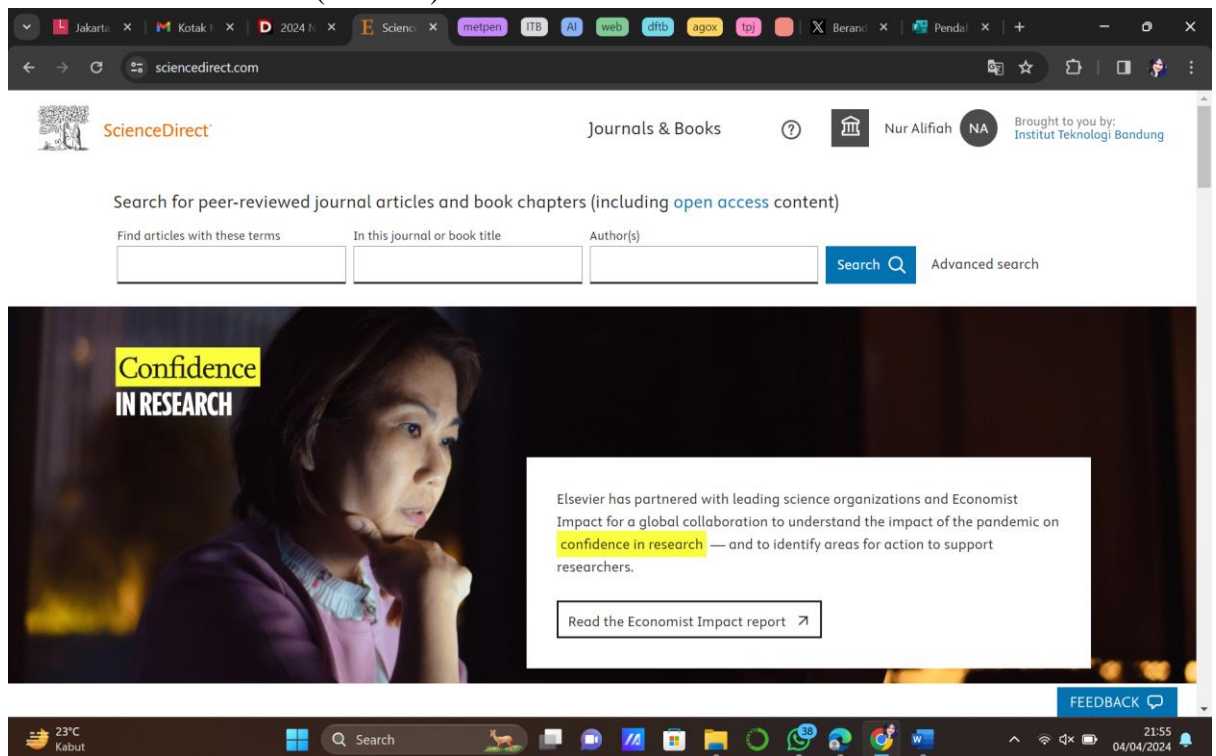 Jakarta
Kotak
2024 N
Science
metpen
ITB
AI
web
dftb
agox
tpj
Berand
Pendal
sciencedirect.com
ScienceDirect
Journals & Books
Nur Alifiah
NA
Brought to you by:
Institut Teknologi Bandung
Search for peer-reviewed journal articles and book chapters (including open access content)
Find articles with these terms
In this journal or book title
Author(s)
Search
Advanced search
Confidence
IN RESEARCH
Elsevier has partnered with leading science organizations and Economist
Impact for a global collaboration to understand the impact of the pandemic on
confidence in research — and to identify areas for action to support
researchers.
Read the Economist Impact report
FEEDBACK
23°C
Kabut
Search
38
21:55
04/04/2024